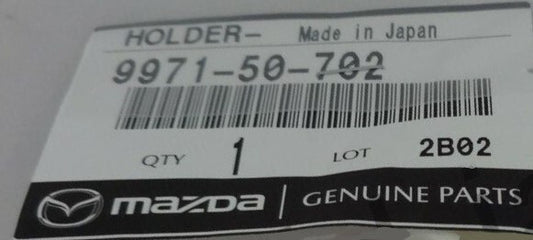 HOLDER- Made in Japan
9971-50-702
QTY 1 LOT 2B02
mazda | GENUINE PARTS